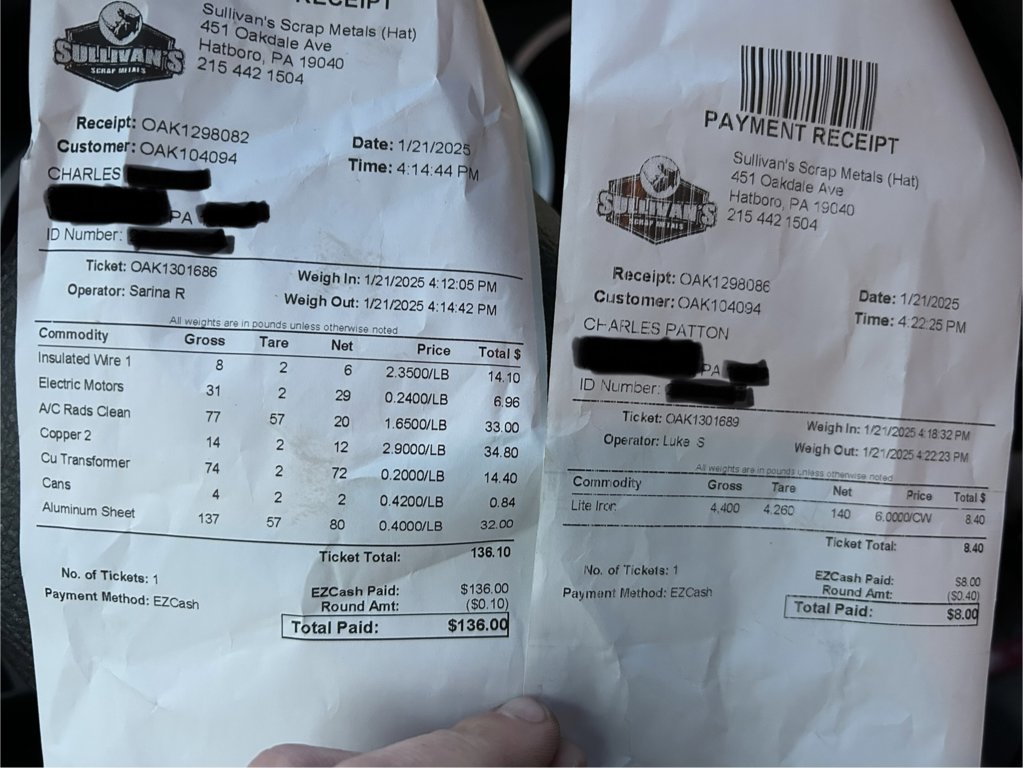 RECEIPT
SULLIVAN'S
SCRAP METALS
Sullivan's Scrap Metals (Hat)
451 Oakdale Ave
Hatboro, PA 19040
215 442 1504
Receipt: OAK1298082
Customer: OAK104094
Date: 1/21/2025
Time: 4:14:44 PM
CHARLES
PA
ID Number:
Ticket: OAK1301686
Operator: Sarina R
Weigh In: 1/21/2025 4:12:05 PM
Weigh Out: 1/21/2025 4:14:42 PM
All weights are in pounds unless otherwise noted
Commodity Gross Tare Net Price Total $
Insulated Wire 1 8 2 6 2.3500/LB 14.10
Electric Motors 31 2 29 0.2400/LB 6.96
A/C Rads Clean 77 57 20 1.6500/LB 33.00
Copper 2 14 2 12 2.9000/LB 34.80
Cu Transformer 74 2 72 0.2000/LB 14.40
Cans 4 2 2 0.4200/LB 0.84
Aluminum Sheet 137 57 80 0.4000/LB 32.00
Ticket Total: 136.10
No. of Tickets: 1
Payment Method: EZCash
EZCash Paid: $136.00
Round Amt: ($0.10)
Total Paid: $136.00
PAYMENT RECEIPT
SULLIVAN'S
SCRAP METALS
Sullivan's Scrap Metals (Hat)
451 Oakdale Ave
Hatboro, PA 19040
215 442 1504
Receipt: OAK1298086
Customer: OAK104094
Date: 1/21/2025
Time: 4:22:25 PM
CHARLES PATTON
PA
ID Number:
Ticket: OAK1301689
Operator: Luke S
Weigh In: 1/21/2025 4:18:32 PM
Weigh Out: 1/21/2025 4:22:23 PM
All weights are in pounds unless otherwise noted
Commodity Gross Tare Net Price Total $
Lite Iron 4,400 4,260 140 6.0000/CW 8.40
Ticket Total: 8.40
No. of Tickets: 1
Payment Method: EZCash
EZCash Paid: $8.00
Round Amt: ($0.40)
Total Paid: $8.00